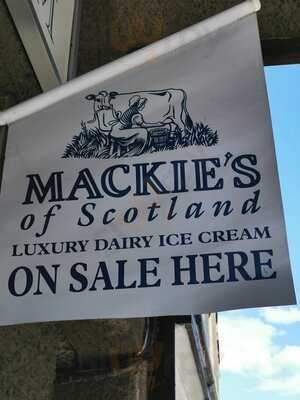 MACKIE'S
of Scotland
LUXURY DAIRY ICE CREAM
ON SALE HERE